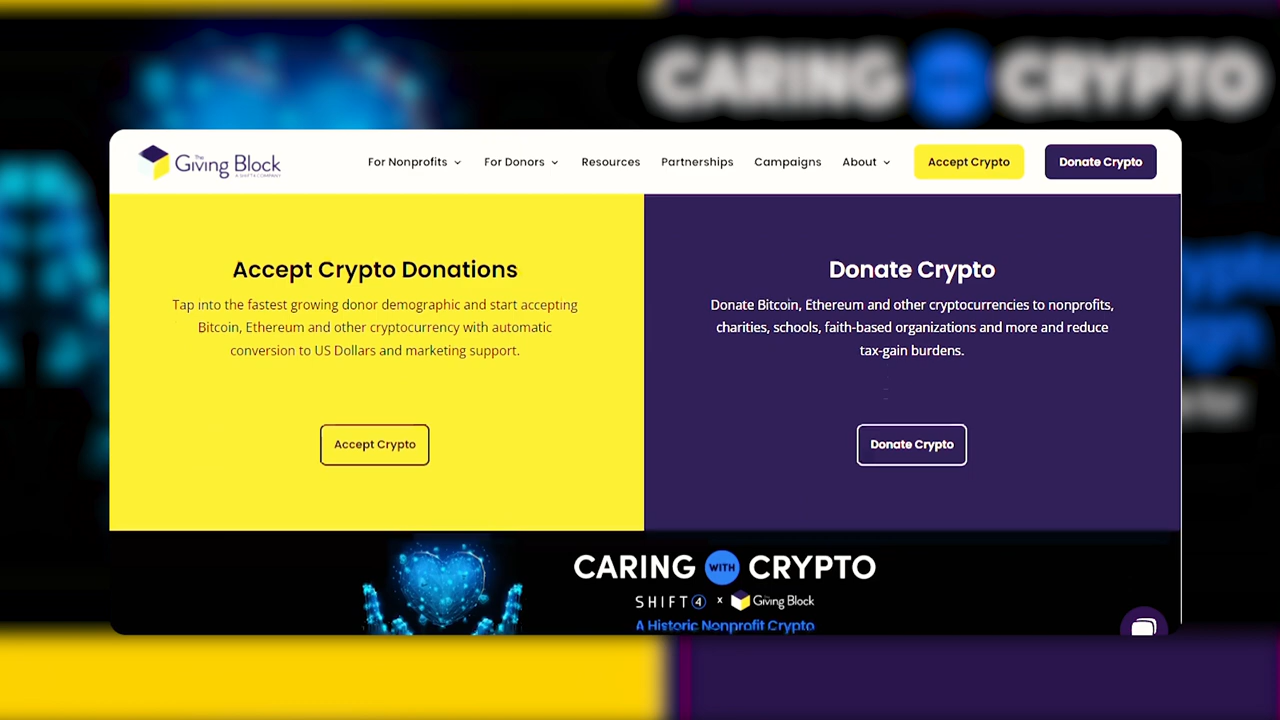 CARING CRYPTO
The Giving Block
A SHIFT4 COMPANY
For Nonprofits
For Donors
Resources
Partnerships
Campaigns
About
Accept Crypto
Donate Crypto
Accept Crypto Donations
Tap into the fastest growing donor demographic and start accepting
Bitcoin, Ethereum and other cryptocurrency with automatic
conversion to US Dollars and marketing support.
Accept Crypto
Donate Crypto
Donate Bitcoin, Ethereum and other cryptocurrencies to nonprofits,
charities, schools, faith-based organizations and more and reduce
tax-gain burdens.
Donate Crypto
CARING WITH CRYPTO
SHIFT4 x The Giving Block
A Historic Nonprofit Crypto